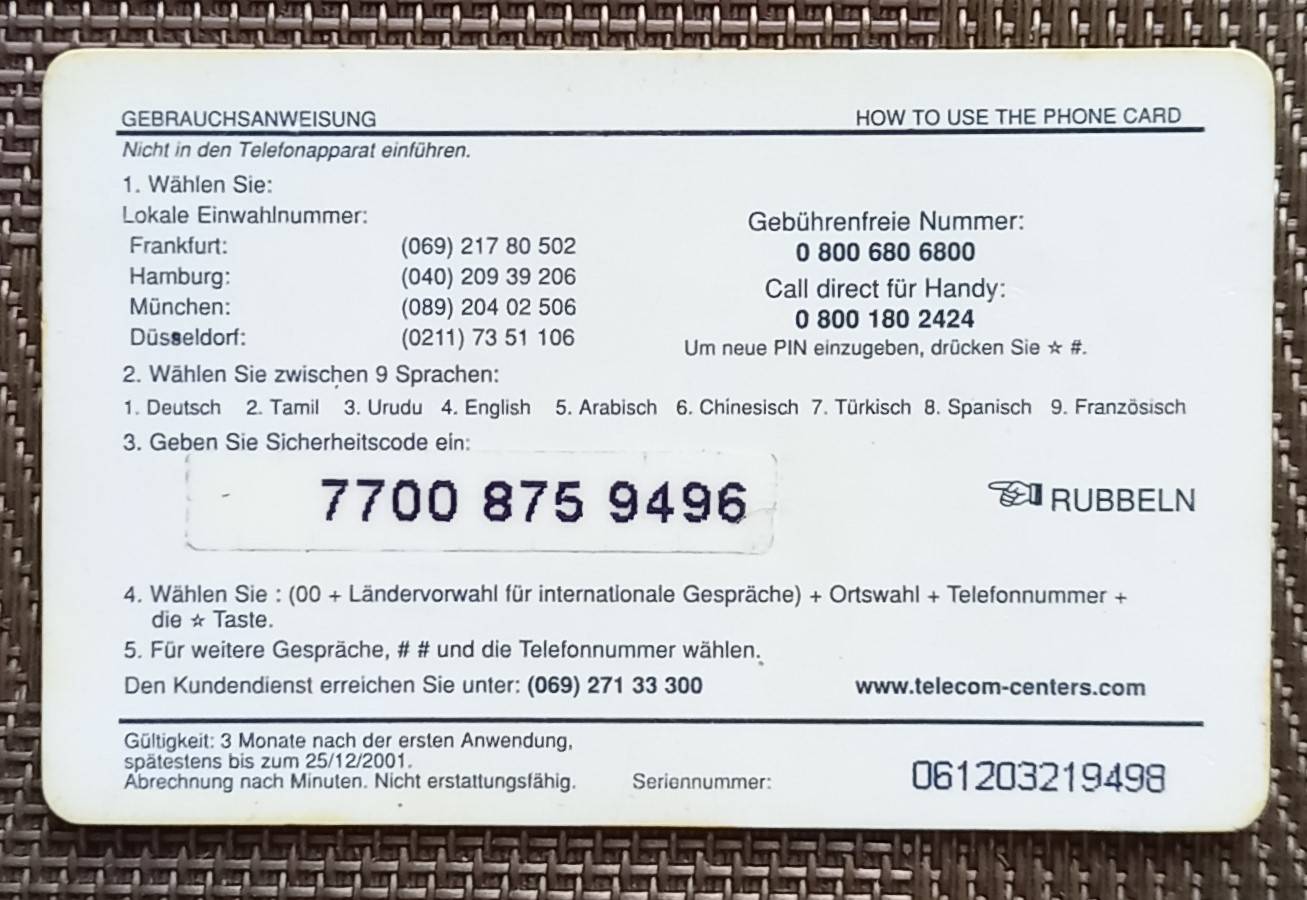 GEBRAUCHSANWEISUNG HOW TO USE THE PHONE CARD
Nicht in den Telefonapparat einführen.
1. Wählen Sie:
Lokale Einwahlnummer:
Frankfurt: (069) 217 80 502
Hamburg: (040) 209 39 206
München: (089) 204 02 506
Düsseldorf: (0211) 73 51 106
Gebührenfreie Nummer:
0 800 680 6800
Call direct für Handy:
0 800 180 2424
Um neue PIN einzugeben, drücken Sie ☆ #.
2. Wählen Sie zwischen 9 Sprachen:
1. Deutsch 2. Tamil 3. Urudu 4. English 5. Arabisch 6. Chinesisch 7. Türkisch 8. Spanisch 9. Französisch
3. Geben Sie Sicherheitscode ein:
7700 875 9496
RUBBELN
4. Wählen Sie : (00 + Ländervorwahl für internationale Gespräche) + Ortswahl + Telefonnummer +
die ☆ Taste.
5. Für weitere Gespräche, # # und die Telefonnummer wählen.
Den Kundendienst erreichen Sie unter: (069) 271 33 300 www.telecom-centers.com
Gültigkeit: 3 Monate nach der ersten Anwendung,
spätestens bis zum 25/12/2001.
Abrechnung nach Minuten. Nicht erstattungsfähig. Seriennummer: 061203219498